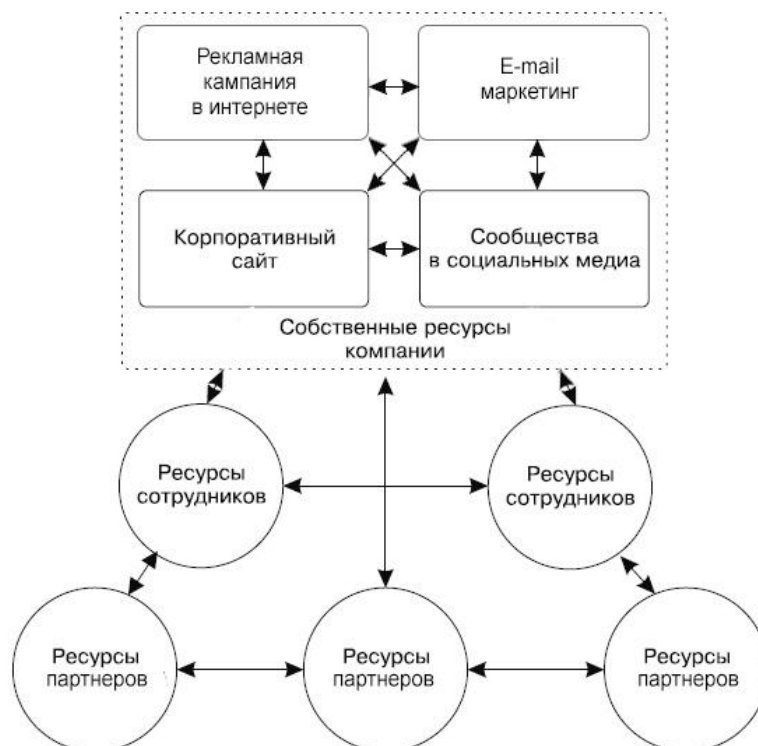 Рекламная
кампания
в интернете
E-mail
маркетинг
Корпоративный
сайт
Сообщества
в социальных медиа
Собственные ресурсы
компании
Ресурсы
сотрудников
Ресурсы
сотрудников
Ресурсы
партнеров
Ресурсы
партнеров
Ресурсы
партнеров